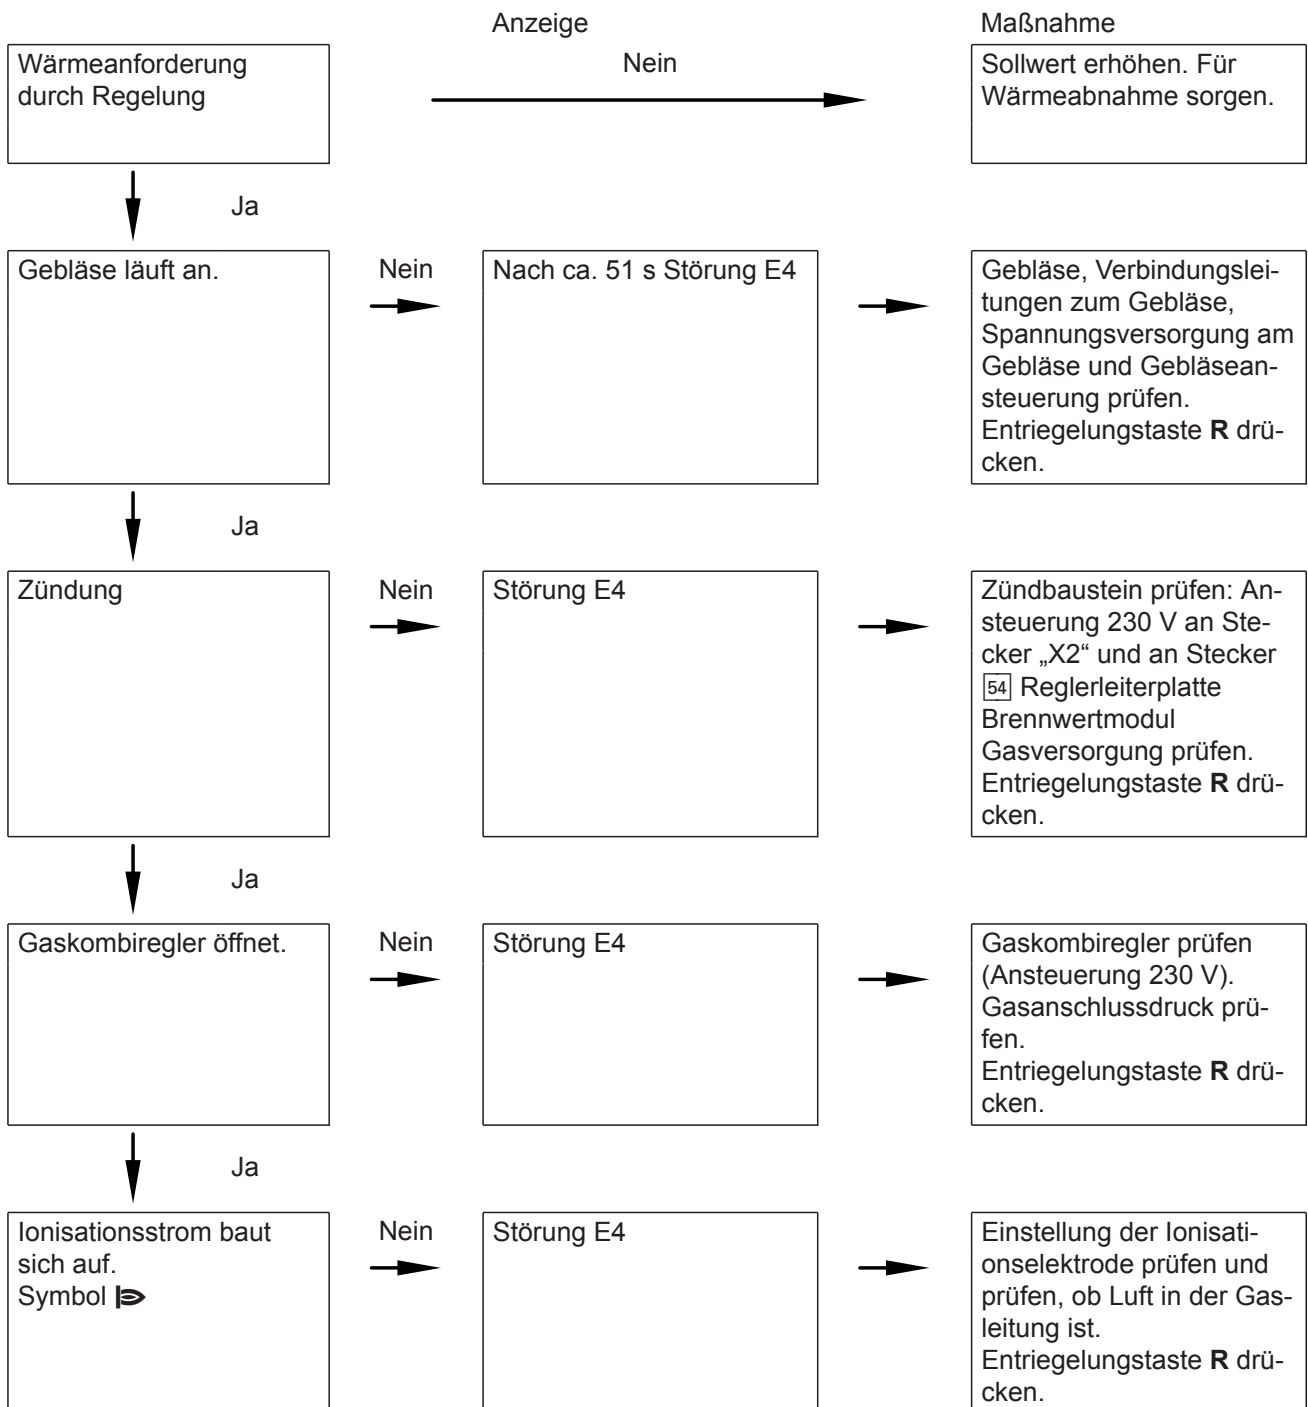 Anzeige
Maßnahme
Wärmeanforderung
durch Regelung
Nein
Sollwert erhöhen. Für
Wärmeabnahme sorgen.
Ja
Gebläse läuft an.
Nein
Nach ca. 51 s Störung E4
Gebläse, Verbindungslei-
tungen zum Gebläse,
Spannungsversorgung am
Gebläse und Gebläsean-
steuerung prüfen.
Entriegelungstaste R drü-
cken.
Ja
Zündung
Nein
Störung E4
Zündbaustein prüfen: An-
steuerung 230 V an Ste-
cker „X2“ und an Stecker
54 Reglerleiterplatte
Brennwertmodul
Gasversorgung prüfen.
Entriegelungstaste R drü-
cken.
Ja
Gaskombiregler öffnet.
Nein
Störung E4
Gaskombiregler prüfen
(Ansteuerung 230 V).
Gasanschlussdruck prü-
fen.
Entriegelungstaste R drü-
cken.
Ja
Ionisationsstrom baut
sich auf.
Symbol
Nein
Störung E4
Einstellung der Ionisati-
onselektrode prüfen und
prüfen, ob Luft in der Gas-
leitung ist.
Entriegelungstaste R drü-
cken.